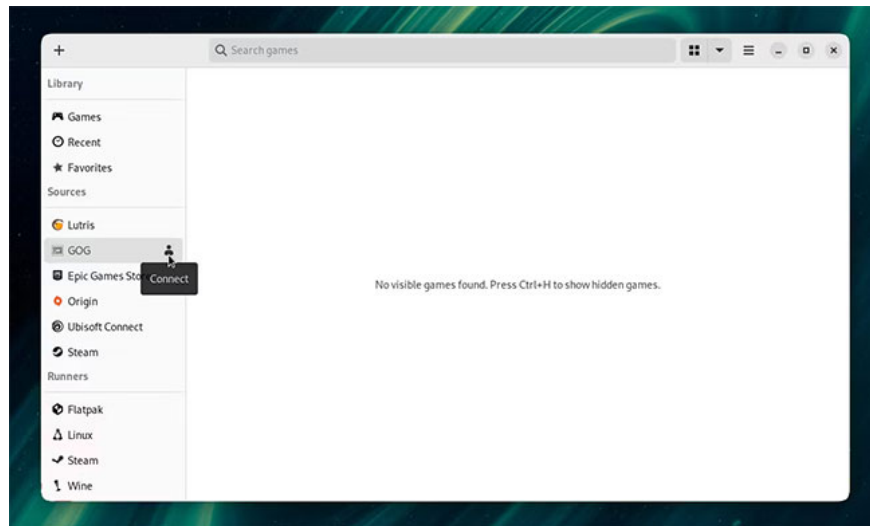 Search games
Library
Games
Recent
Favorites
Sources
Lutris
GOG
Epic Games Stor
Connect
Origin
Ubisoft Connect
Steam
Runners
Flatpak
Linux
Steam
Wine
No visible games found. Press Ctrl+H to show hidden games.